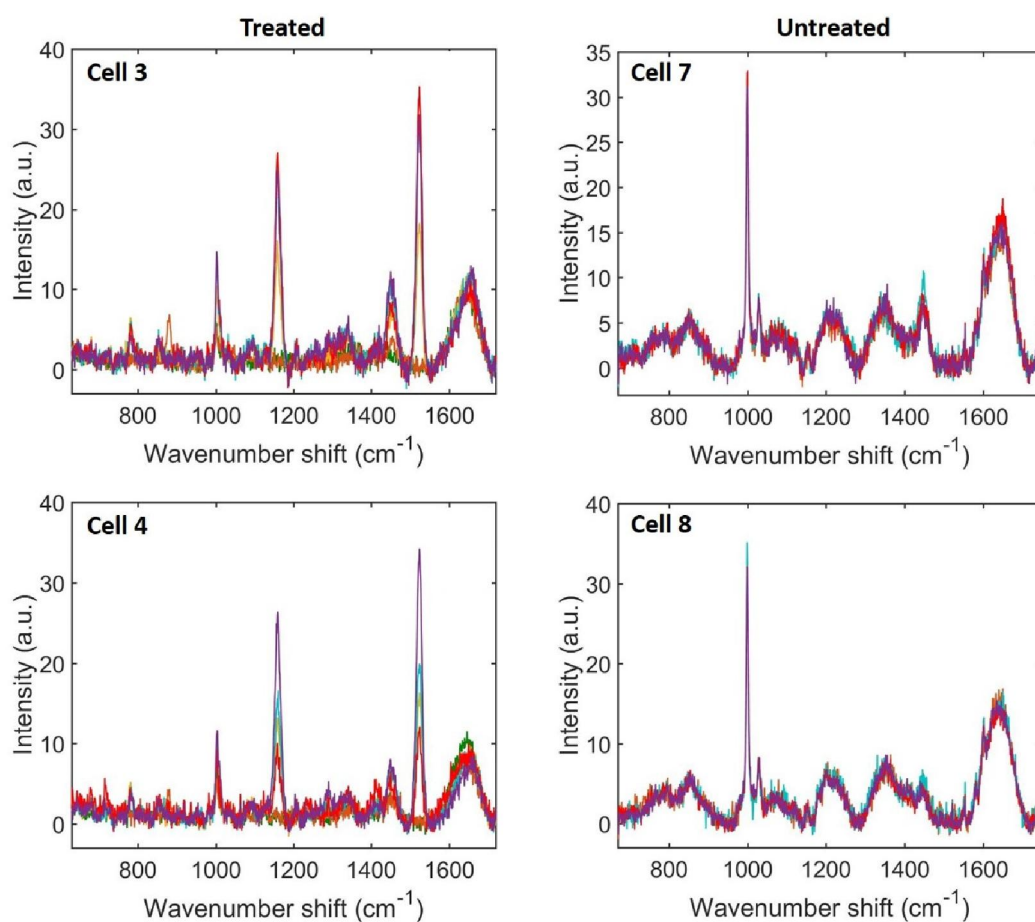 Treated
Untreated
Cell 3
40
30
20
10
0
800 1000 1200 1400 1600
Intensity (a.u.)
Wavenumber shift (cm⁻¹)
Cell 7
35
30
25
20
15
10
5
0
800 1000 1200 1400 1600
Intensity (a.u.)
Wavenumber shift (cm⁻¹)
Cell 4
40
30
20
10
0
800 1000 1200 1400 1600
Intensity (a.u.)
Wavenumber shift (cm⁻¹)
Cell 8
40
30
20
10
0
800 1000 1200 1400 1600
Intensity (a.u.)
Wavenumber shift (cm⁻¹)